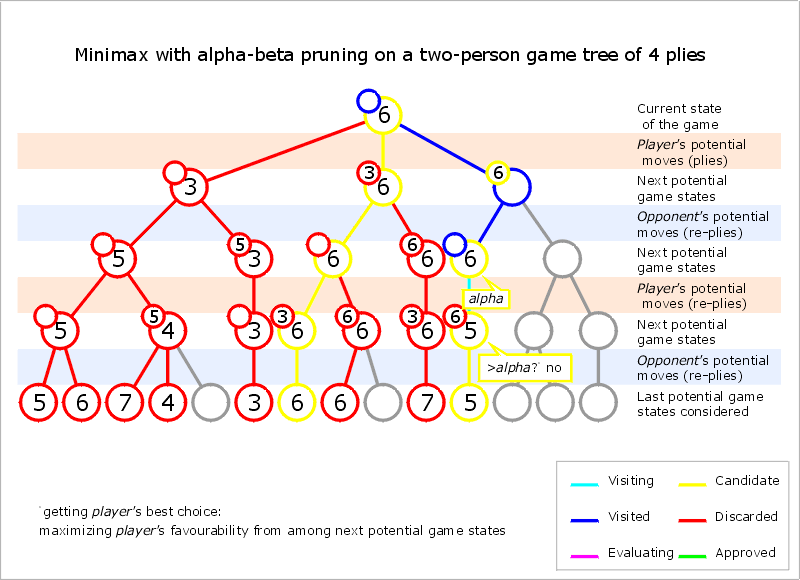 Minimax with alpha-beta pruning on a two-person game tree of 4 plies
6
Current state
of the game
Player's potential
moves (plies)
3
3
6
6
Next potential
game states
Opponent's potential
moves (re-plies)
5
5
3
6
6
6
6
Next potential
game states
alpha
Player's potential
moves (re-plies)
5
5
4
3
3
6
6
6
3
6
6
5
Next potential
game states
>alpha?* no
Opponent's potential
moves (re-plies)
5
6
7
4
3
6
6
7
5
Last potential game
states considered
*getting player's best choice:
maximizing player's favourability from among next potential game states
Visiting
Candidate
Visited
Discarded
Evaluating
Approved